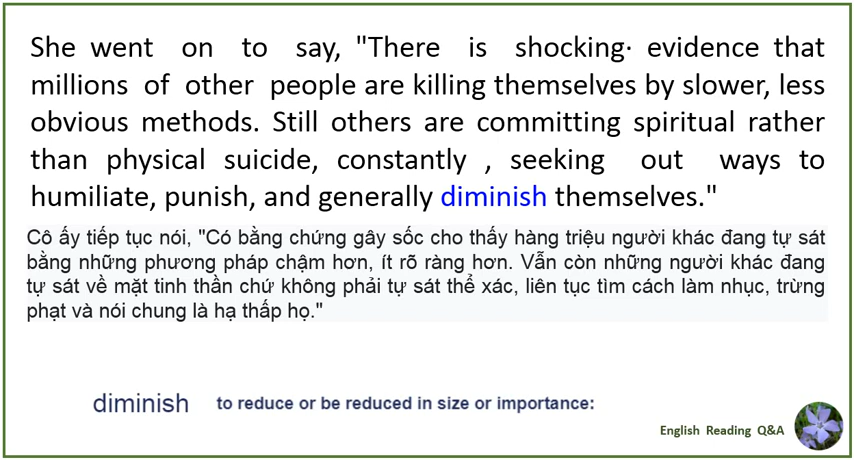 She went on to say, "There is shocking· evidence that
millions of other people are killing themselves by slower, less
obvious methods. Still others are committing spiritual rather
than physical suicide, constantly , seeking out ways to
humiliate, punish, and generally diminish themselves."
Cô ấy tiếp tục nói, "Có bằng chứng gây sốc cho thấy hàng triệu người khác đang tự sát
bằng những phương pháp chậm hơn, ít rõ ràng hơn. Vẫn còn những người khác đang
tự sát về mặt tinh thần chứ không phải tự sát thể xác, liên tục tìm cách làm nhục, trừng
phạt và nói chung là hạ thấp họ."
diminish to reduce or be reduced in size or importance:
English Reading Q&A